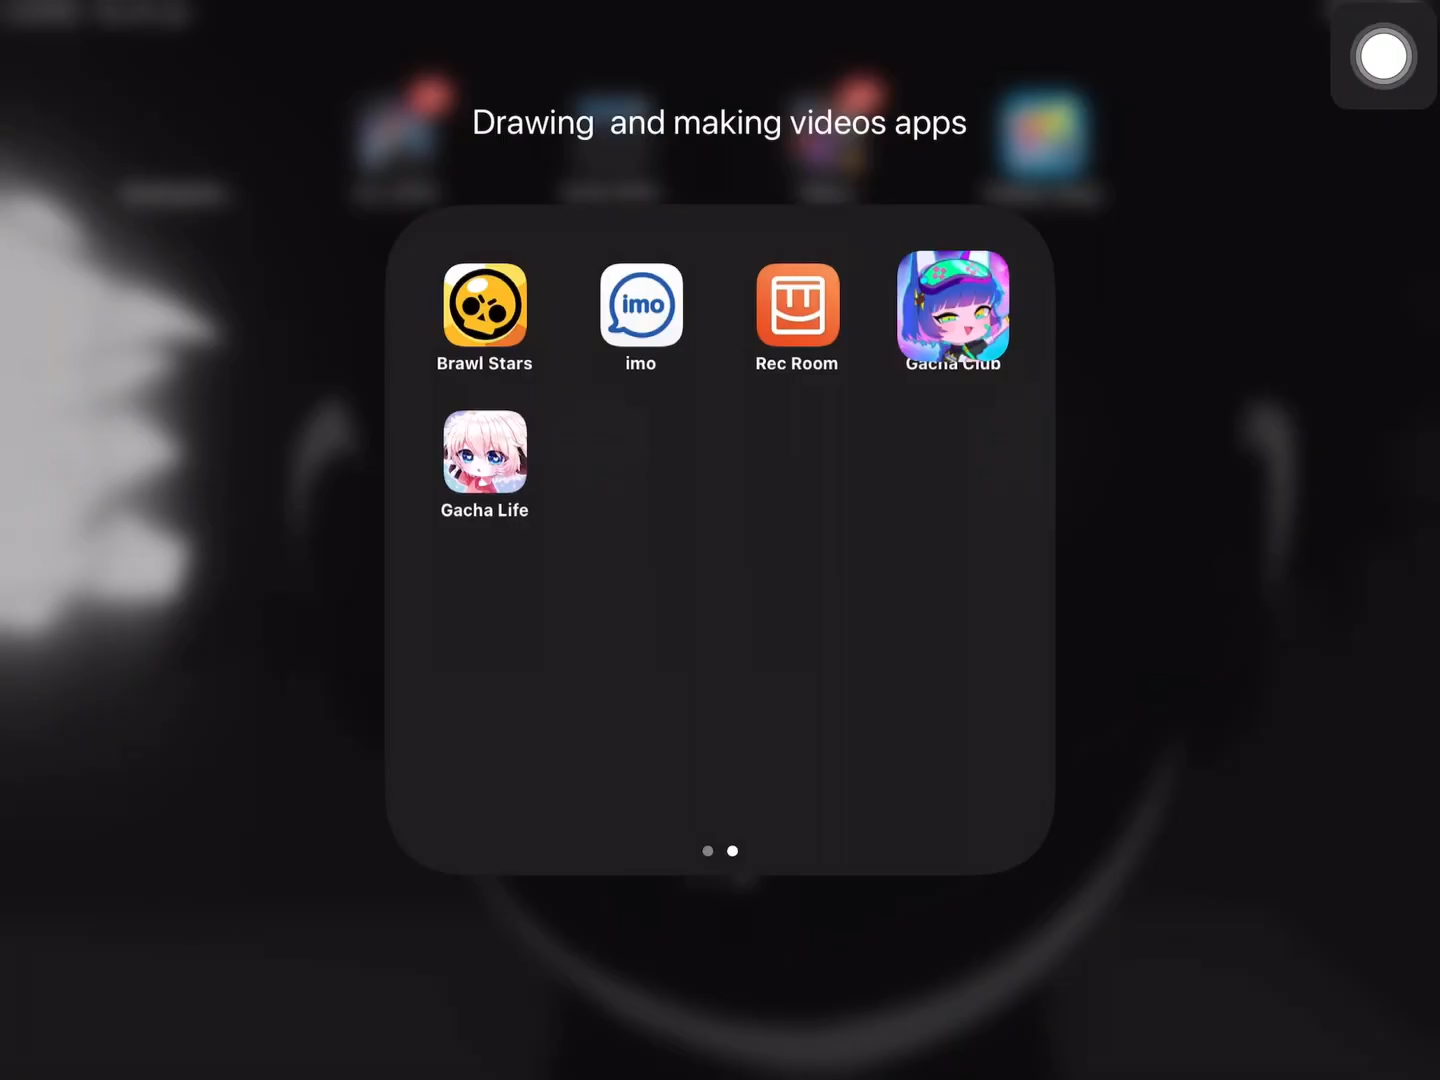 Drawing  and making videos apps
imo
Brawl Stars
imo
Rec Room
Gacha Club
Gacha Life